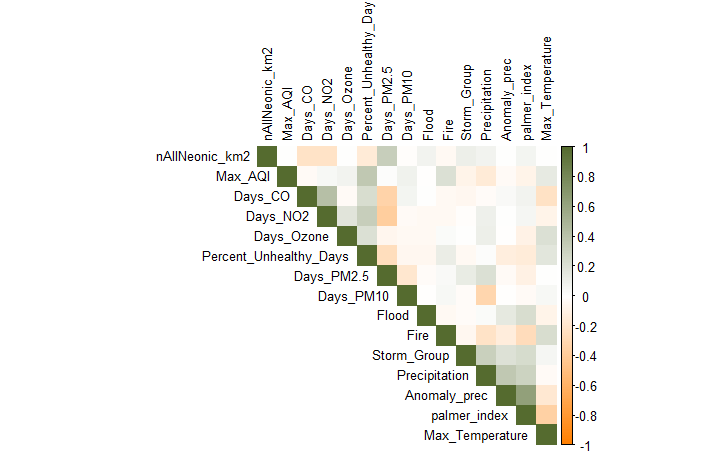 nAllNeonic_km2
Max_AQI
Days_CO
Days_NO2
Days_Ozone
Percent_Unhealthy_Day
Days_PM2.5
Days_PM10
Flood
Fire
Storm_Group
Precipitation
Anomaly_prec
palmer_index
Max_Temperature
nAllNeonic_km2
Max_AQI
Days_CO
Days_NO2
Days_Ozone
Percent_Unhealthy_Days
Days_PM2.5
Days_PM10
Flood
Fire
Storm_Group
Precipitation
Anomaly_prec
palmer_index
Max_Temperature
1
0.8
0.6
0.4
0.2
0
-0.2
-0.4
-0.6
-0.8
-1